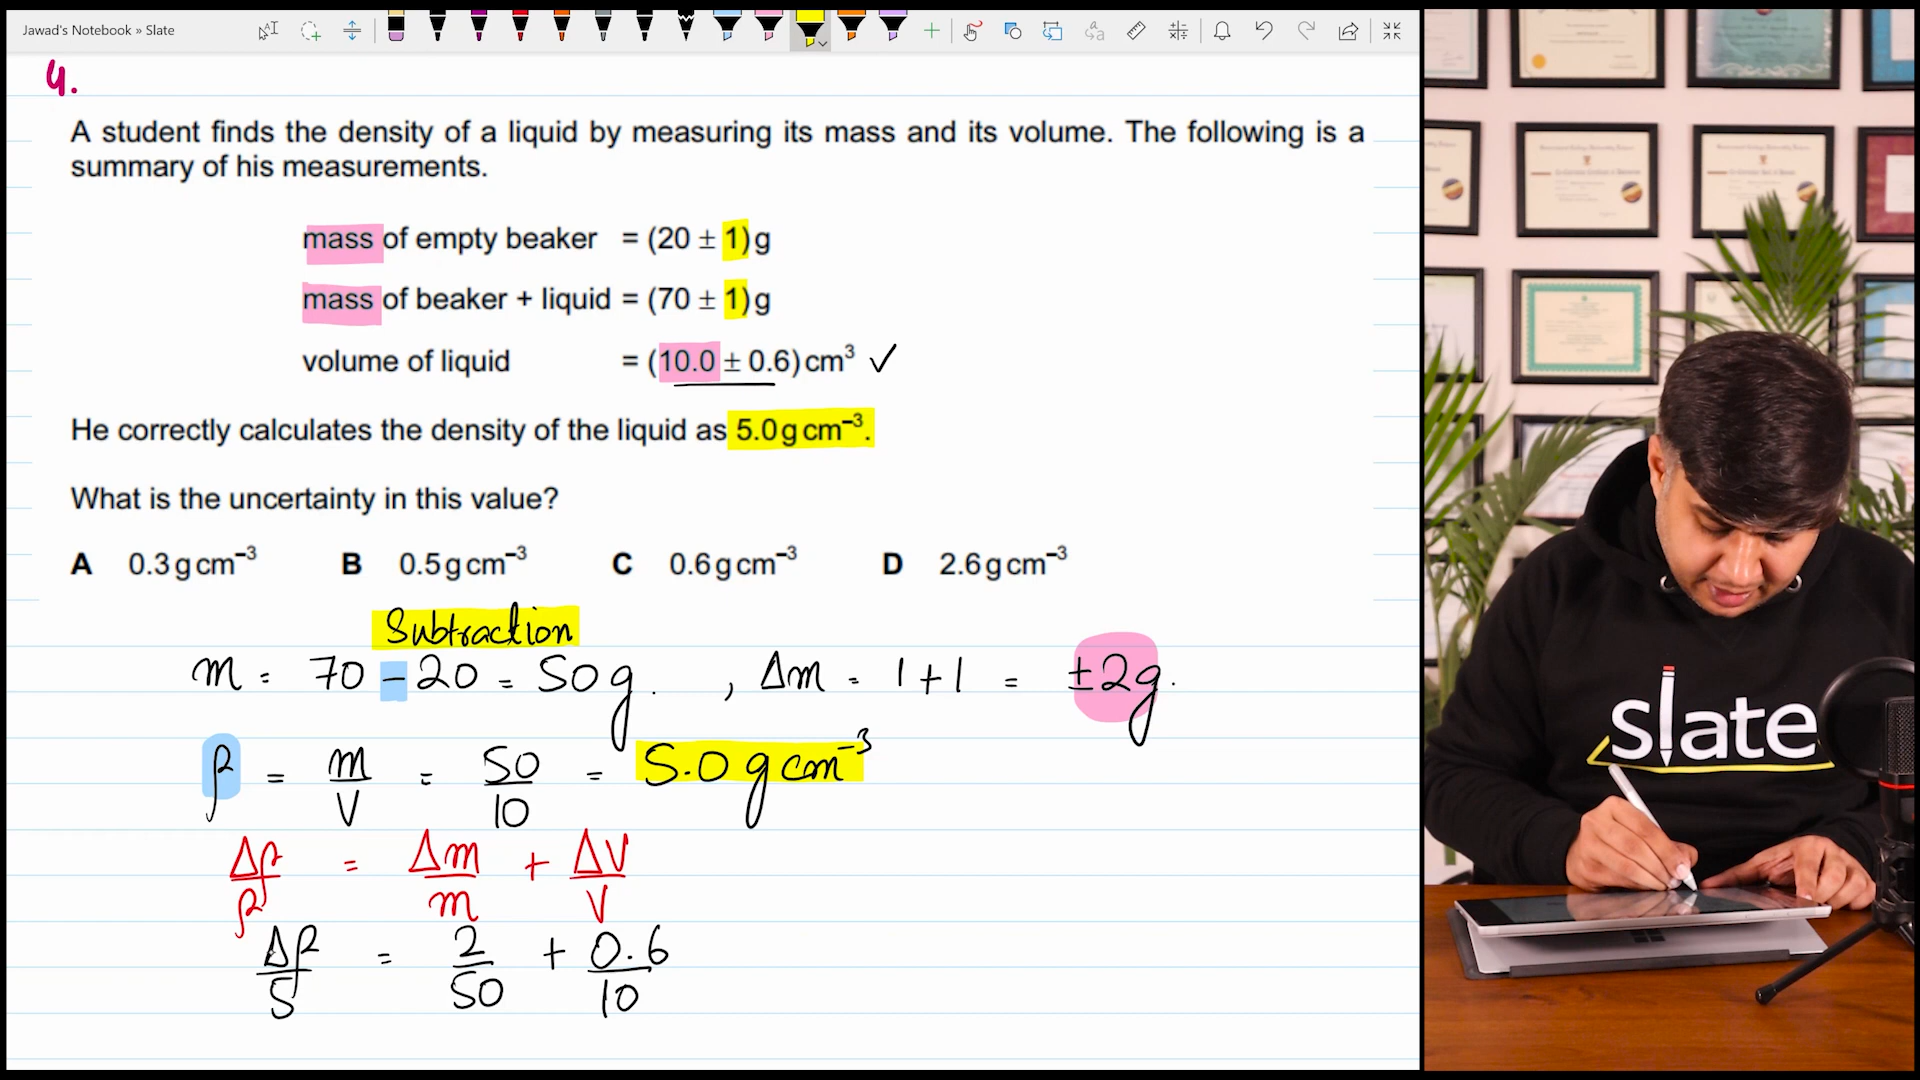 Jawad's Notebook » Slate
4.
A student finds the density of a liquid by measuring its mass and its volume. The following is a
summary of his measurements.
mass of empty beaker = (20 ± 1) g
mass of beaker + liquid = (70 ± 1) g
volume of liquid = (10.0 ± 0.6) cm³ ✓
He correctly calculates the density of the liquid as 5.0 g cm⁻³.
What is the uncertainty in this value?
A 0.3 g cm⁻³ B 0.5 g cm⁻³ C 0.6 g cm⁻³ D 2.6 g cm⁻³
Subtraction
m = 70 − 20 = 50 g. , Δm = 1 + 1 = ±2g.
ρ = m/V = 50/10 = 5.0 g cm⁻³
Δρ/ρ = Δm/m + ΔV/V
Δρ/5 = 2/50 + 0.6/10
slate